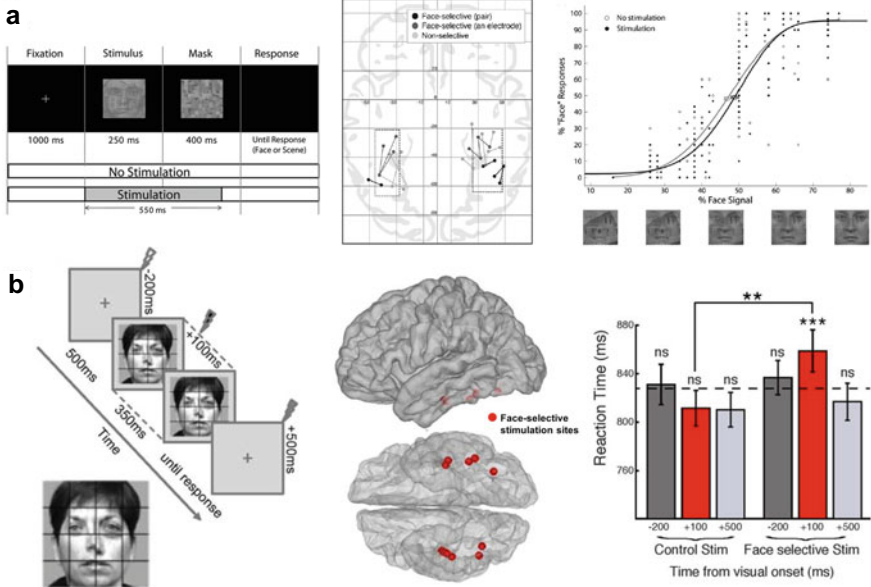 a
Fixation
Stimulus
Mask
Response
1000 ms
250 ms
400 ms
Until Response
(Face or Scene)
No Stimulation
Stimulation
550 ms
Face-selective (pair)
Face-selective (an electrode)
Non-selective
No stimulation
Stimulation
% "Face" Responses
100
90
80
70
60
50
40
30
20
10
0
10
20
30
40
50
60
70
80
% Face Signal
b
-200ms
+100ms
+500ms
500ms
350ms
until response
Time
Face-selective
stimulation sites
**
***
ns
ns
ns
ns
ns
Reaction Time (ms)
880
840
800
760
-200
+100
+500
-200
+100
+500
Control Stim
Face selective Stim
Time from visual onset (ms)